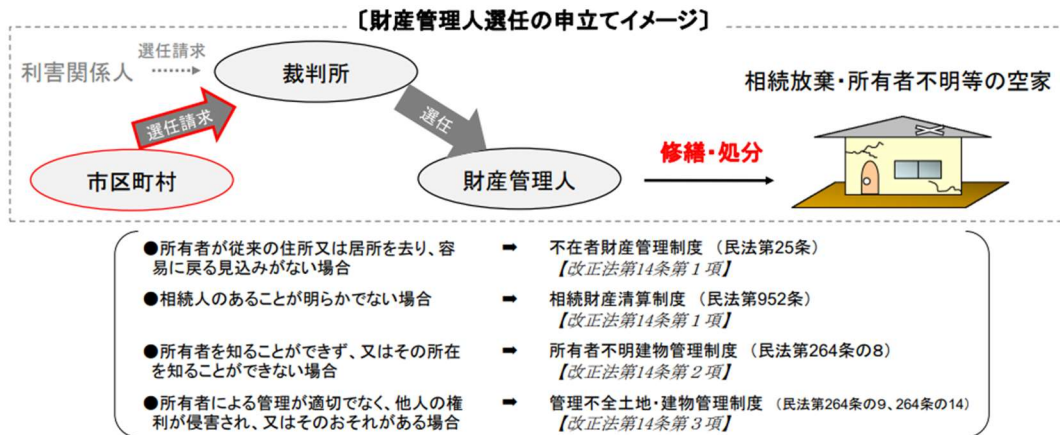 〔財産管理人選任の申立てイメージ〕
利害関係人
選任請求
裁判所
選任請求
市区町村
選任
財産管理人
修繕・処分
相続放棄・所有者不明等の空家
●所有者が従来の住所又は居所を去り、容
易に戻る見込みがない場合
➡ 不在者財産管理制度 (民法第25条)
【改正法第14条第1項】
●相続人のあることが明らかでない場合
➡ 相続財産清算制度 (民法第952条)
【改正法第14条第1項】
●所有者を知ることができず、又はその所在
を知ることができない場合
➡ 所有者不明建物管理制度 (民法第264条の8)
【改正法第14条第2項】
●所有者による管理が適切でなく、他人の権
利が侵害され、又はそのおそれがある場合
➡ 管理不全土地・建物管理制度 (民法第264条の9、264条の14)
【改正法第14条第3項】